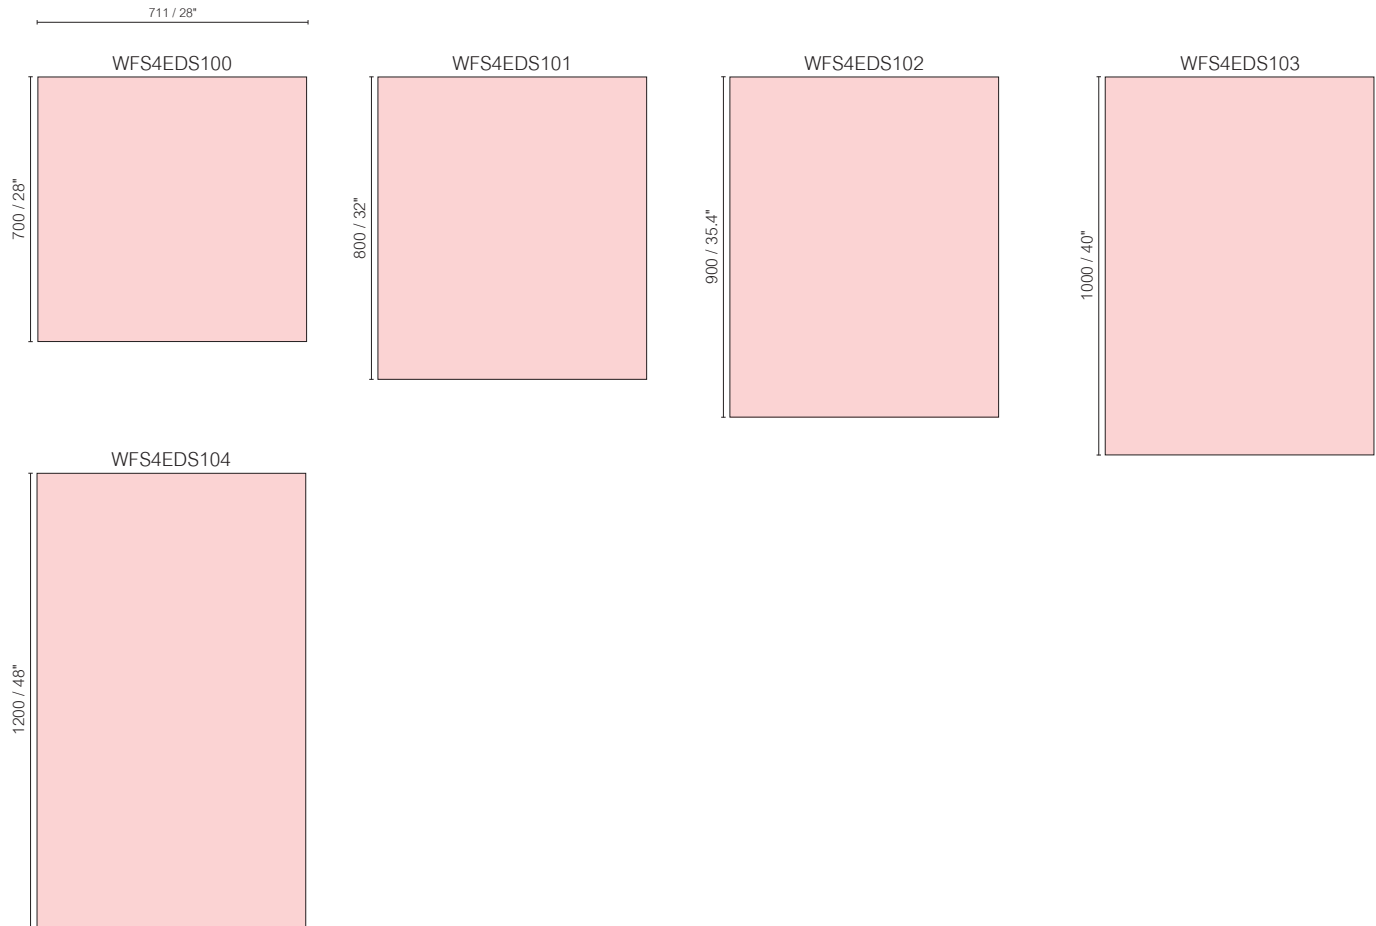 711 / 28"
WFS4EDS100
WFS4EDS101
WFS4EDS102
WFS4EDS103
700 / 28"
800 / 32"
900 / 35.4"
1000 / 40"
WFS4EDS104
1200 / 48"